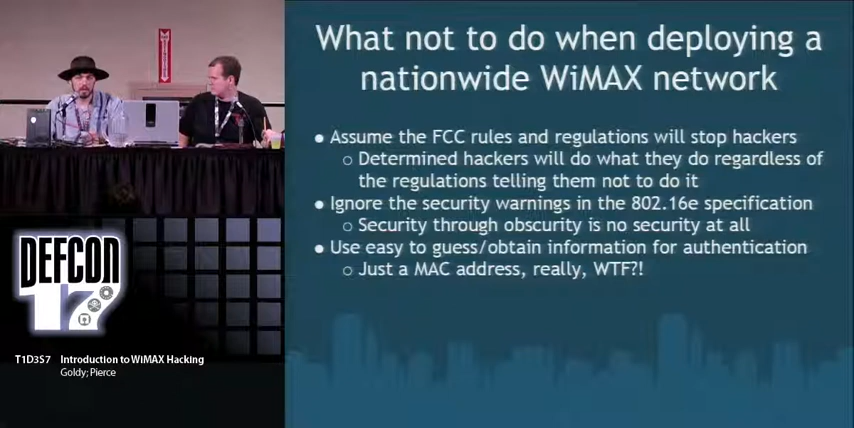 What not to do when deploying a
nationwide WiMAX network
● Assume the FCC rules and regulations will stop hackers
○ Determined hackers will do what they do regardless of
the regulations telling them not to do it
● Ignore the security warnings in the 802.16e specification
○ Security through obscurity is no security at all
● Use easy to guess/obtain information for authentication
○ Just a MAC address, really, WTF?!
DEFCON
17
T1D3S7 Introduction to WiMAX Hacking
Goldy; Pierce